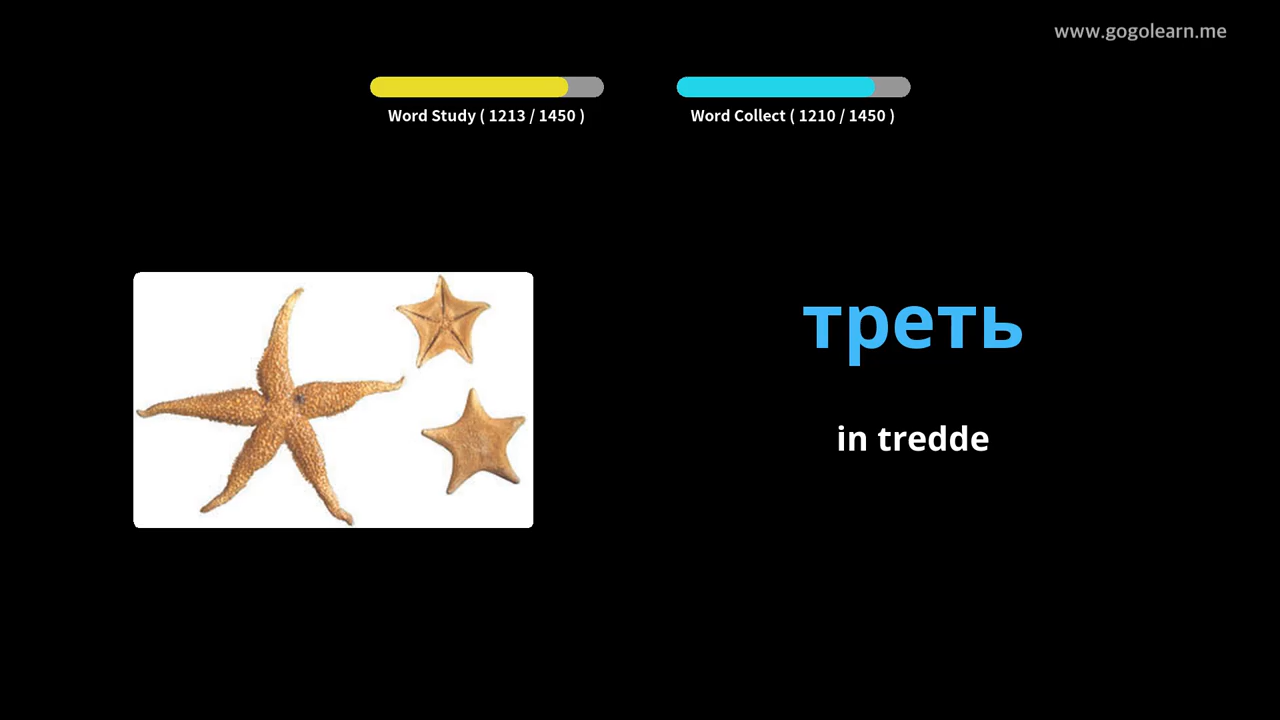 www.gogolearn.me
Word Study ( 1213 / 1450 )
Word Collect ( 1210 / 1450 )
треть
in tredde